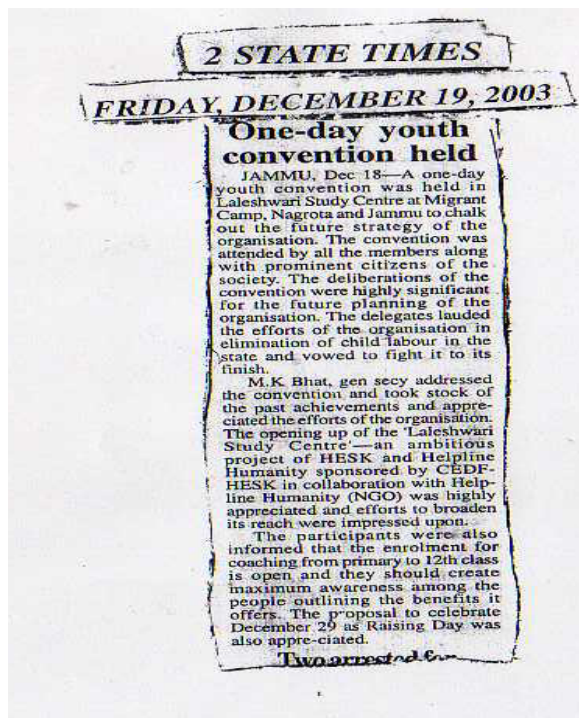 2 STATE TIMES
FRIDAY, DECEMBER 19, 2003
One-day youth
convention held
JAMMU, Dec 18—A one-day
youth convention was held in
Laleshwari Study Centre at Migrant
Camp, Nagrota and Jammu to chalk
out the future strategy of the
organisation. The convention was
attended by all the members along
with prominent citizens of the
society. The deliberations of the
convention were highly significant
for the future planning of the
organisation. The delegates lauded
the efforts of the organisation in
elimination of child labour in the
state and vowed to fight it to its
finish.
M.K Bhat, gen secy addressed
the convention and took stock of
the past achievements and appre-
ciated the efforts of the organisation.
The opening up of the 'Laleshwari
Study Centre'—an ambitious
project of HESK and Helpline
Humanity sponsored by CEDF-
HESK in collaboration with Help-
line Humanity (NGO) was highly
appreciated and efforts to broaden
its reach were impressed upon.
The participants were also
informed that the enrolment for
coaching from primary to 12th class
is open and they should create
maximum awareness among the
people outlining the benefits it
offers. The proposal to celebrate
December 29 as Raising Day was
also appre-ciated.
Two arrested for